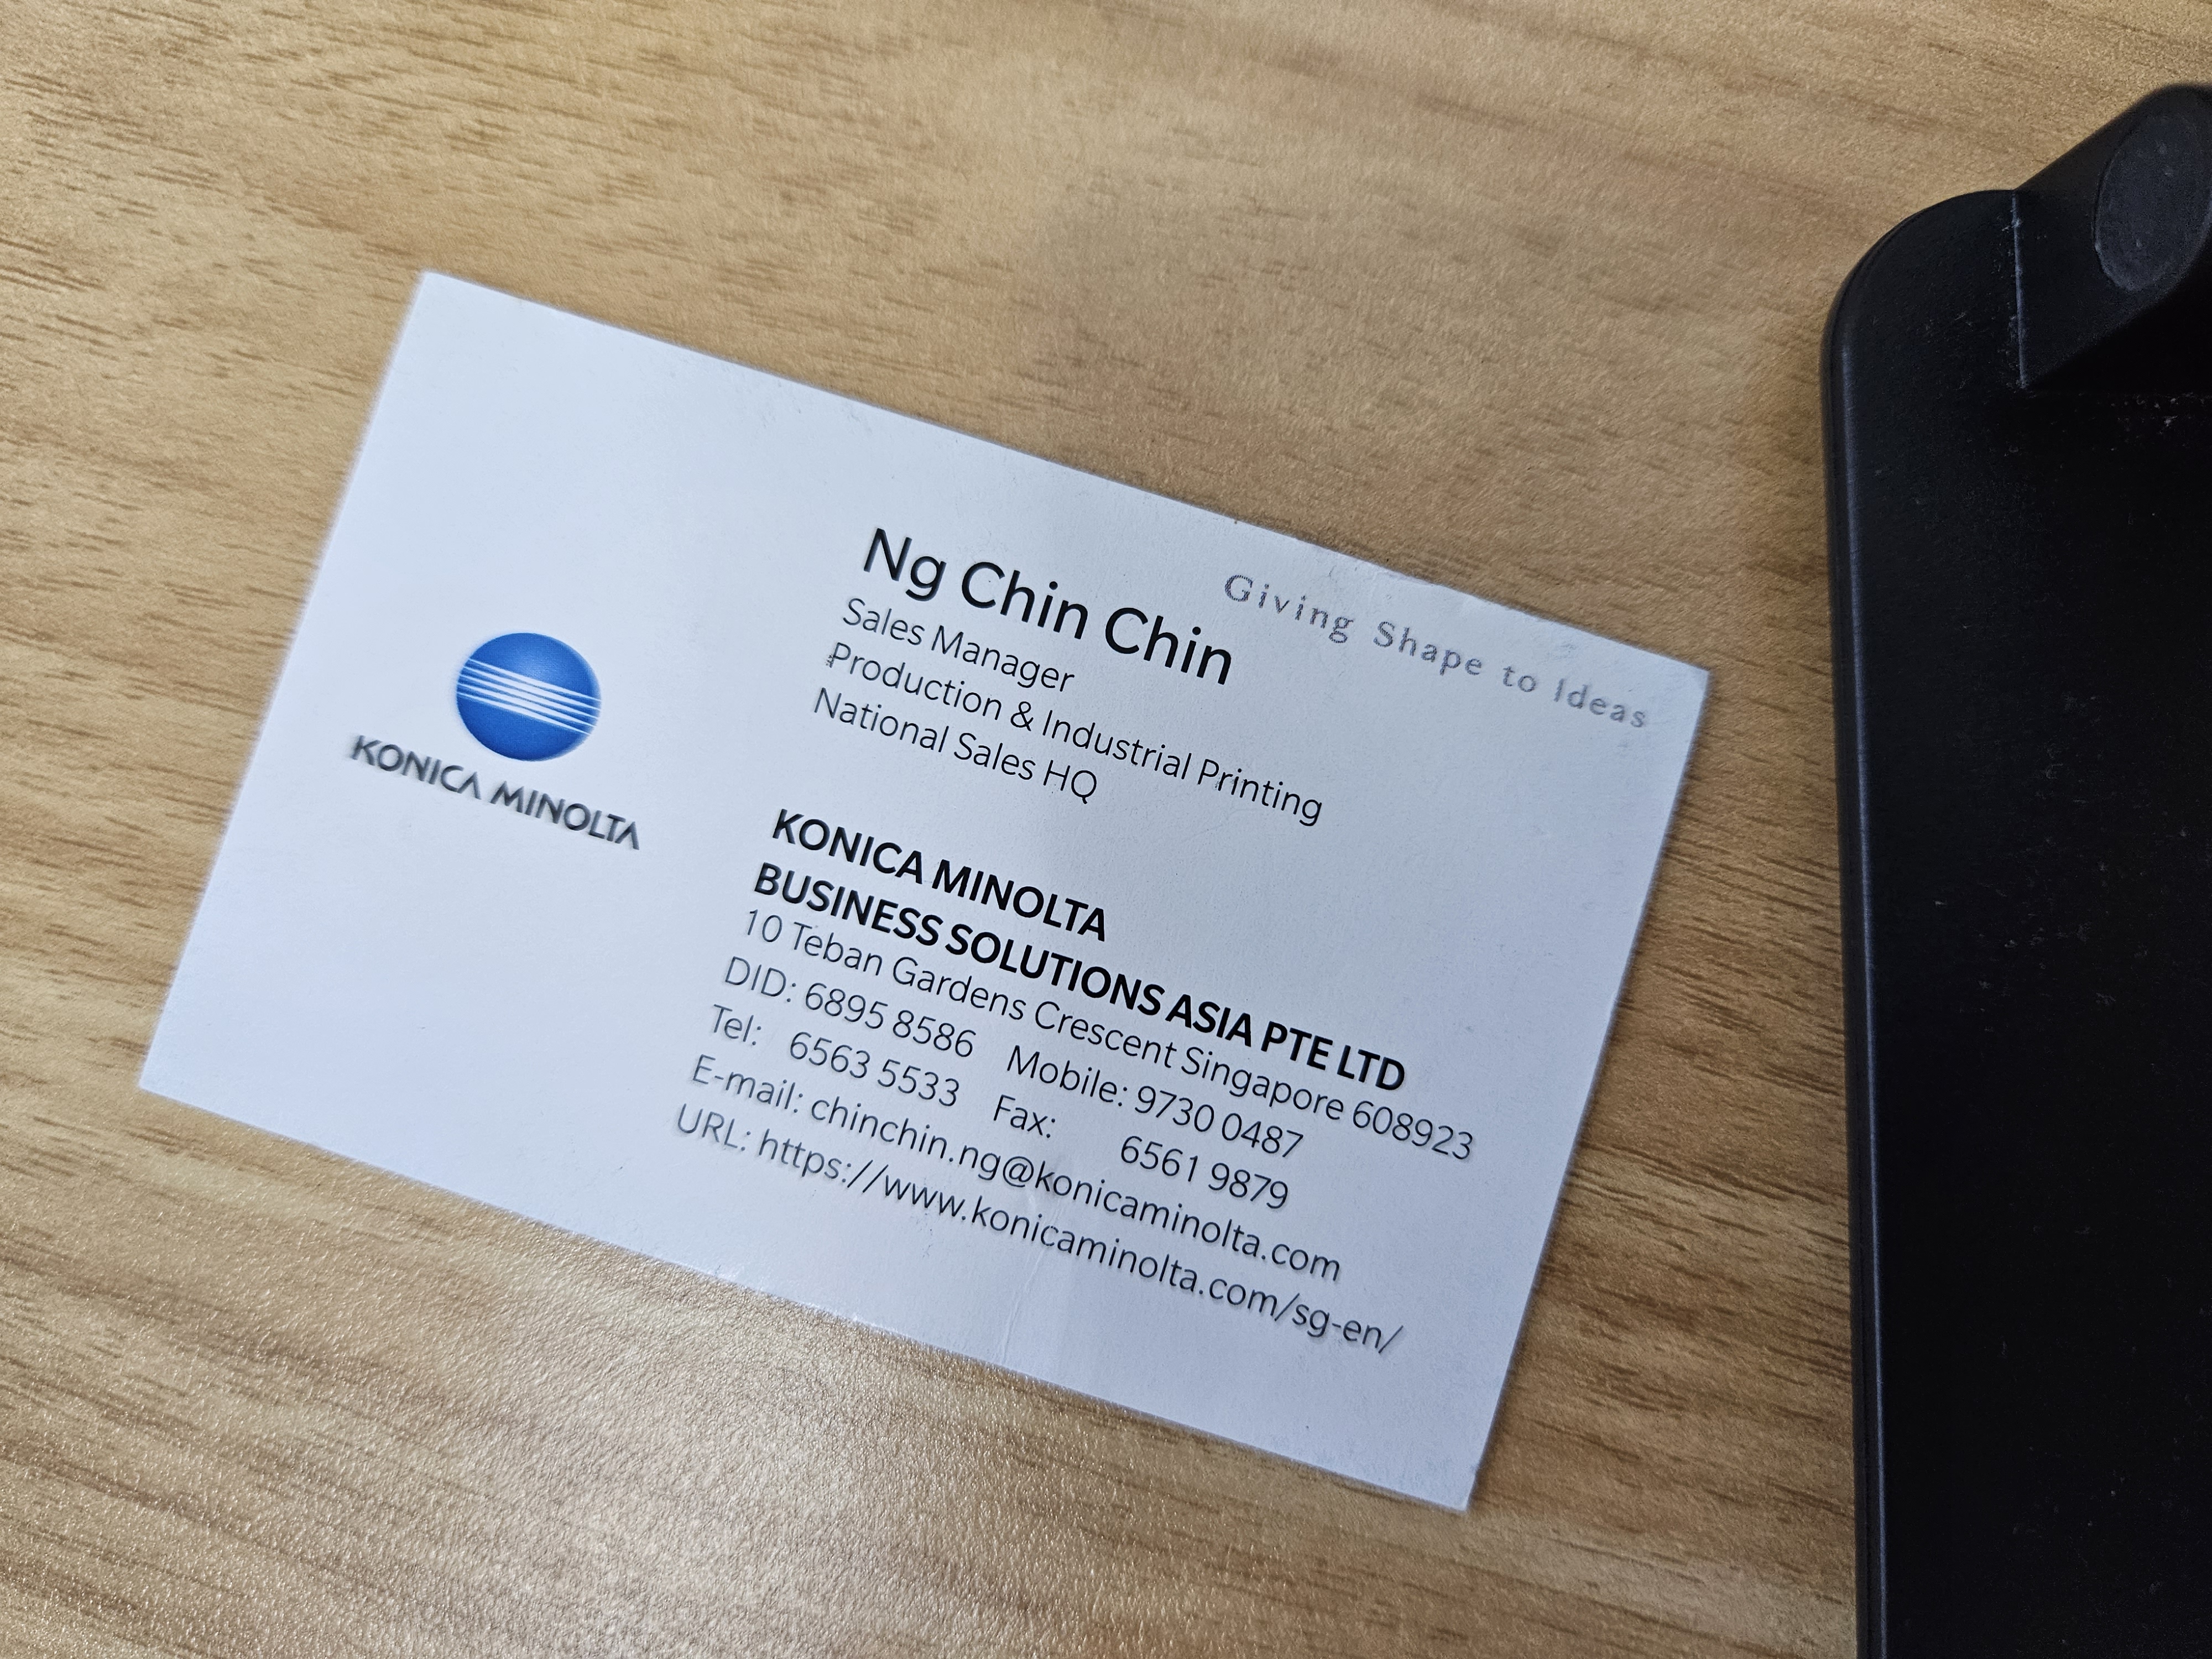 Giving Shape to Ideas
Ng Chin Chin
Sales Manager
Production & Industrial Printing
National Sales HQ
KONICA MINOLTA
KONICA MINOLTA
BUSINESS SOLUTIONS ASIA PTE LTD
10 Teban Gardens Crescent Singapore 608923
DID: 6895 8586 Mobile: 9730 0487
Tel: 6563 5533 Fax: 6561 9879
E-mail: chinchin.ng@konicaminolta.com
URL: https://www.konicaminolta.com/sg-en/